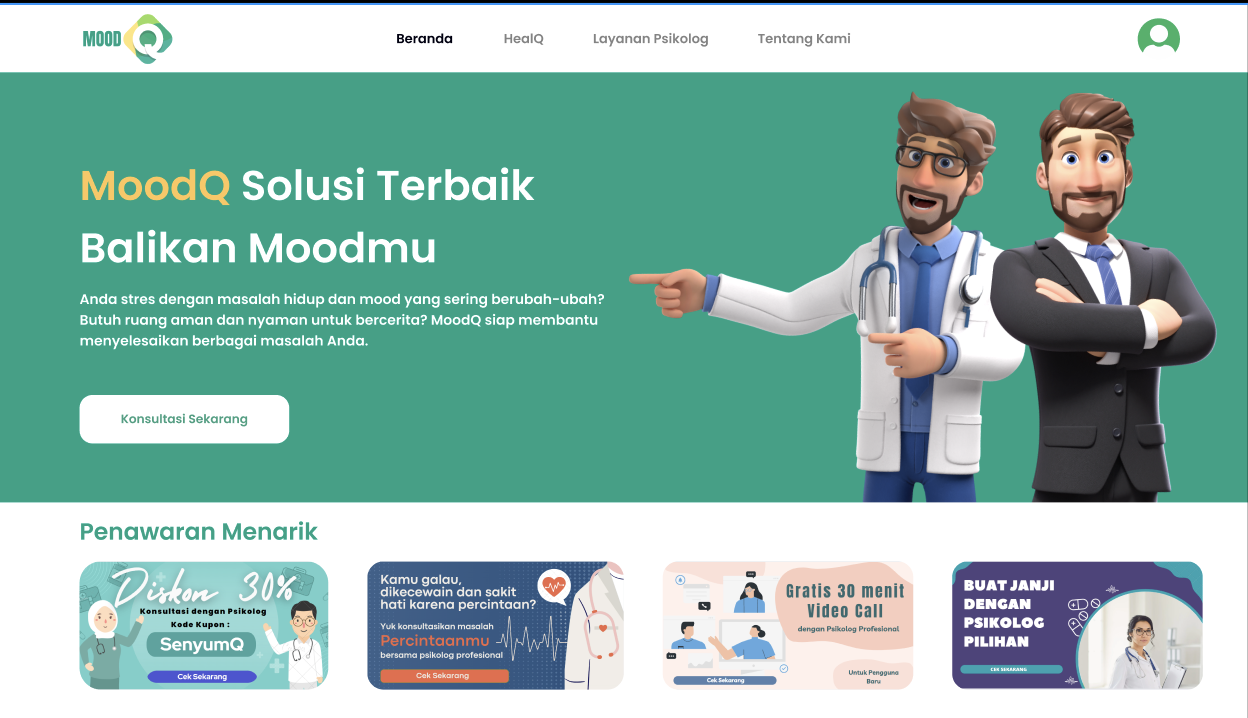 MOOD Q
Beranda
HealQ
Layanan Psikolog
Tentang Kami
MoodQ Solusi Terbaik
Balikan Moodmu
Anda stres dengan masalah hidup dan mood yang sering berubah-ubah?
Butuh ruang aman dan nyaman untuk bercerita? MoodQ siap membantu
menyelesaikan berbagai masalah Anda.
Konsultasi Sekarang
Penawaran Menarik
Diskon 30%
Konsultasi dengan Psikolog
Kode Kupon :
SenyumQ
Cek Sekarang
Kamu galau,
dikecewain dan sakit
hati karena percintaan?
Yuk konsultasikan masalah
Percintaanmu
bersama psikolog profesional
Cek Sekarang
Gratis 30 menit
Video Call
dengan Psikolog Profesional
Cek Sekarang
Untuk Pengguna
Baru
BUAT JANJI
DENGAN
PSIKOLOG
PILIHAN
CEK SEKARANG